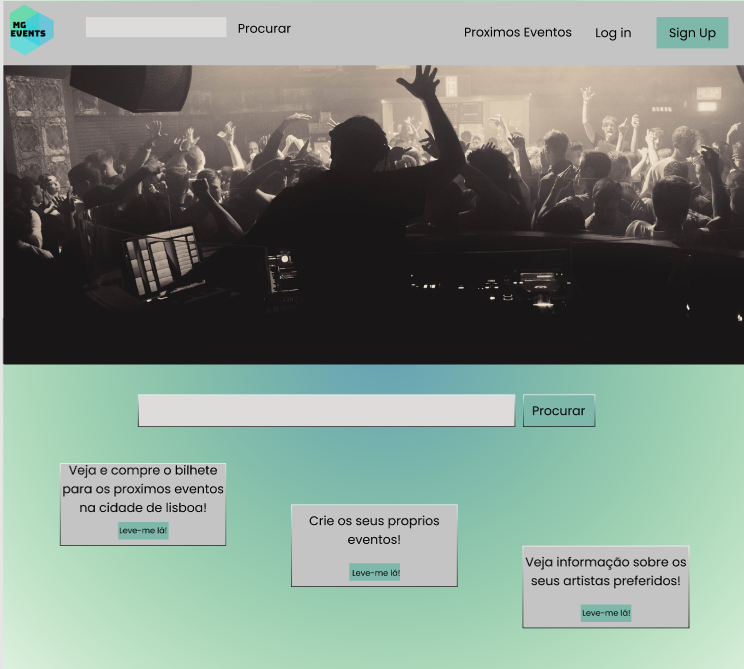 MG
EVENTS
Procurar
Proximos Eventos
Log in
Sign Up
Procurar
Veja e compre o bilhete
para os proximos eventos
na cidade de lisboa!
Leve-me lá!
Crie os seus proprios
eventos!
Leve-me lá!
Veja informação sobre os
seus artistas preferidos!
Leve-me lá!